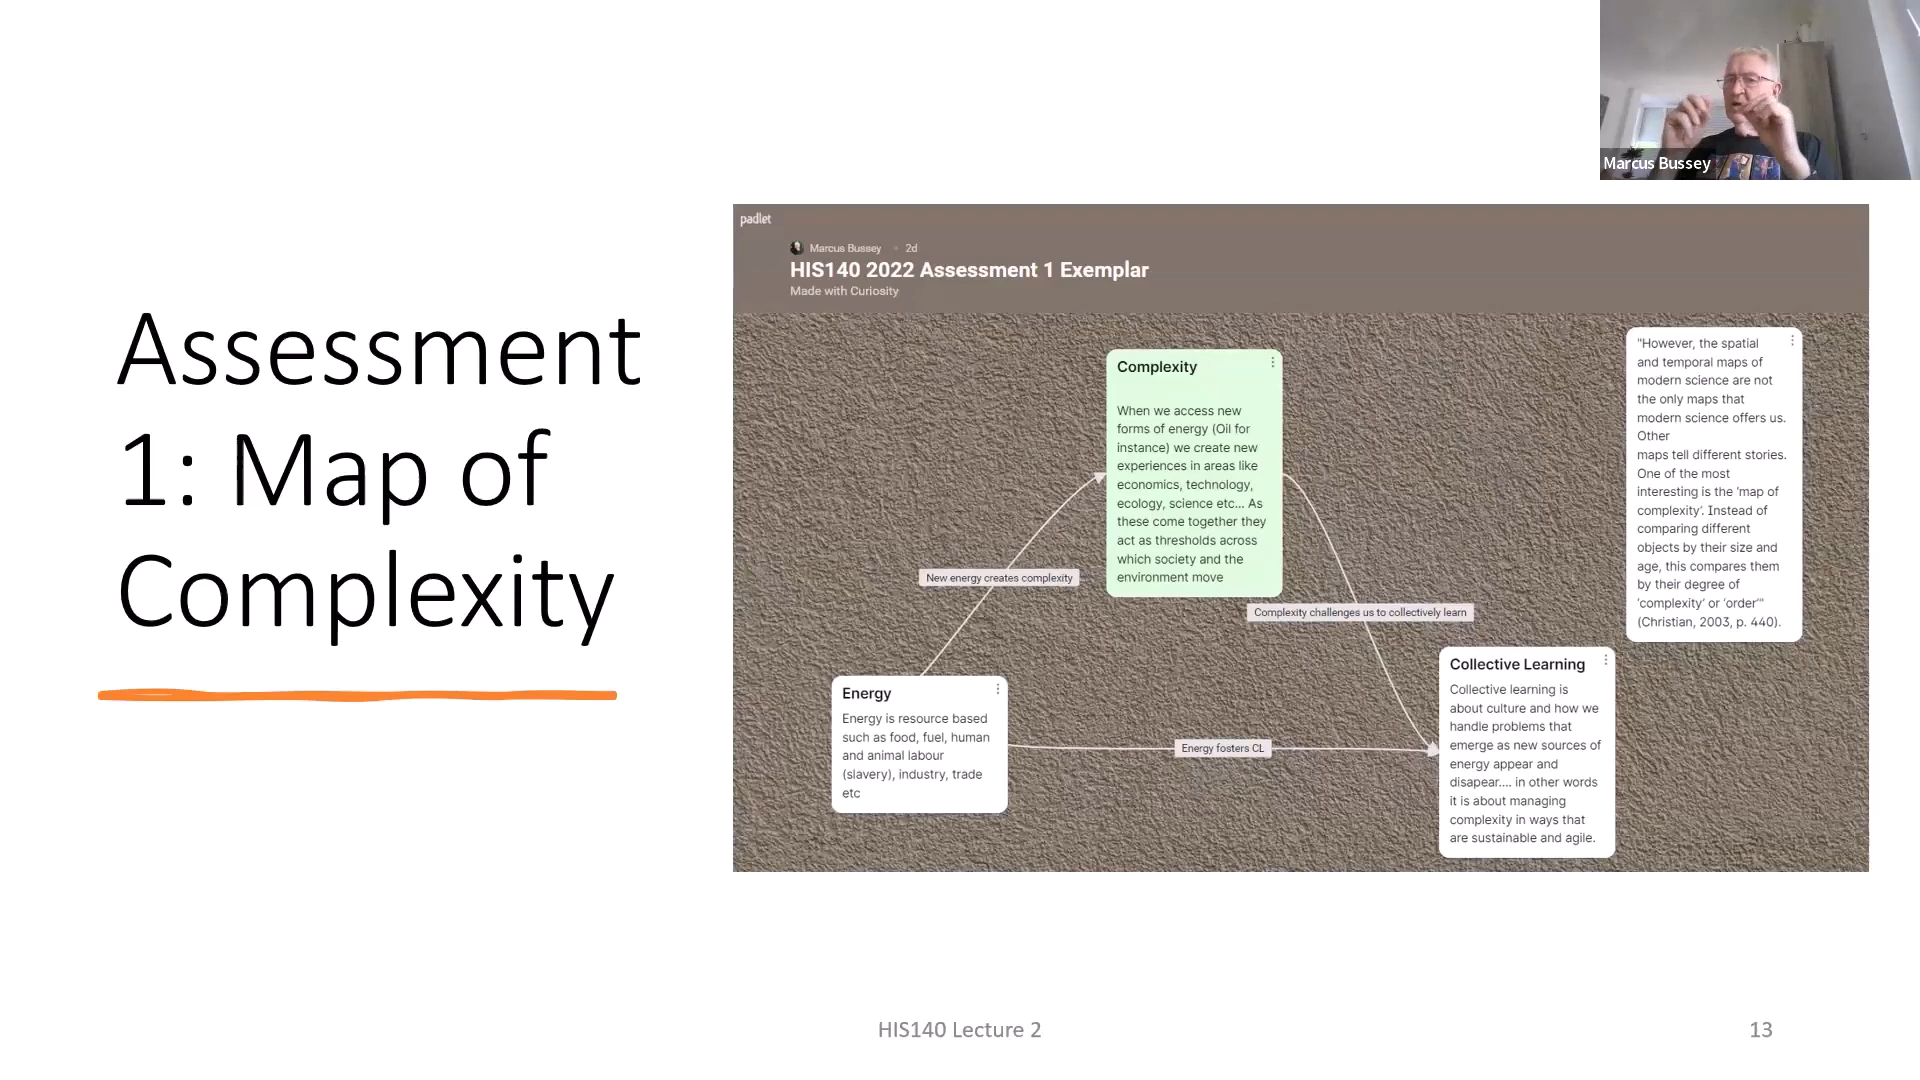 Marcus Bussey
Assessment
1: Map of
Complexity
padlet
Marcus Bussey
2d
HIS140 2022 Assessment 1 Exemplar
Made with Curiosity
Complexity
When we access new
forms of energy (Oil for
instance) we create new
experiences in areas like
economics, technology,
ecology, science etc... As
these come together they
act as thresholds across
which society and the
environment move
"However, the spatial
and temporal maps of
modern science are not
the only maps that
modern science offers us.
Other
maps tell different stories.
One of the most
interesting is the 'map of
complexity'. Instead of
comparing different
objects by their size and
age, this compares them
by their degree of
'complexity' or 'order'"
(Christian, 2003, p. 440).
New energy creates complexity
Complexity challenges us to collectively learn
Energy
Energy is resource based
such as food, fuel, human
and animal labour
(slavery), industry, trade
etc
Energy fosters CL
Collective Learning
Collective learning is
about culture and how we
handle problems that
emerge as new sources of
energy appear and
disapear.... in other words
it is about managing
complexity in ways that
are sustainable and agile.
HIS140 Lecture 2
13